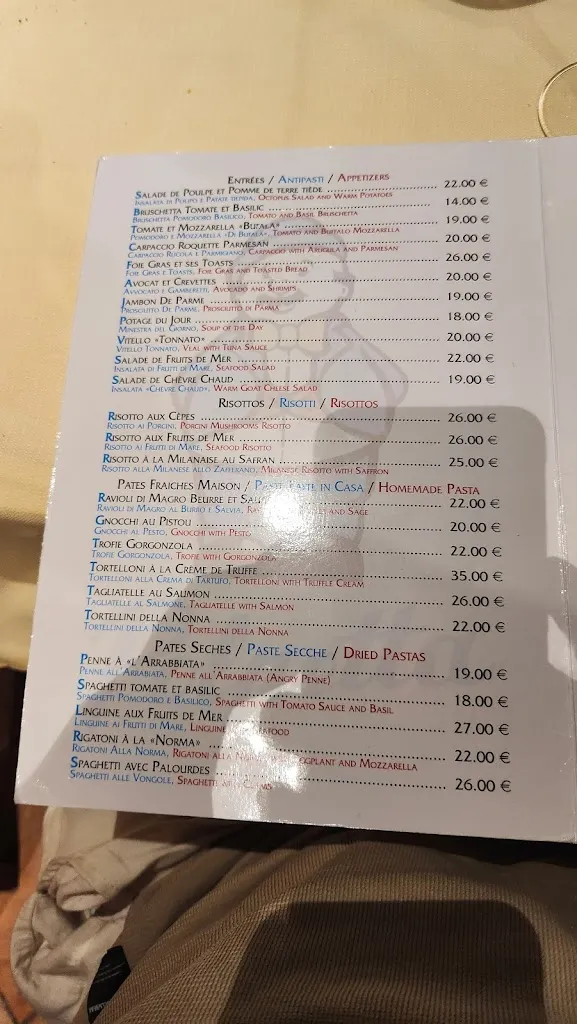 Entrées / Antipasti / Appetizers
Salade de Poulpe et Pomme de terre tiède 22.00 €
Insalata di Pulpo e Patate tiepida, Octopus Salad and Warm Potatoes
Bruschetta Tomate et Basilic 14.00 €
Bruschetta Pomodoro Basilico, Tomato and Basil Bruschetta
Tomate et Mozzarella «Bufala» 19.00 €
Pomodoro e Mozzarella «Di Bufala», Tomato and Buffalo Mozzarella
Carpaccio Roquette Parmesan 20.00 €
Carpaccio Rucola e Parmigiano, Carpaccio with Arugula and Parmesan
Foie Gras et ses Toasts 26.00 €
Foie Gras e Toasts, Foie Gras and Toasted Bread
Avocat et Crevettes 20.00 €
Avvocato e Gamberetti, Avocado and Shrimps
Jambon De Parme 19.00 €
Prosciutto De Parme, Prosciutto di Parma
Potage du Jour 18.00 €
Minestra del Giorno, Soup of the Day
Vitello «Tonnato» 20.00 €
Vitello Tonnato, Veal with Tuna Sauce
Salade de Fruits de Mer 22.00 €
Insalata di Frutti di Mare, Seafood Salad
Salade de Chèvre Chaud 19.00 €
Insalata «Chèvre Chaud», Warm Goat Cheese Salad
Risottos / Risotti / Risottos
Risotto aux Cèpes 26.00 €
Risotto ai Porcini, Porcini Mushrooms Risotto
Risotto aux Fruits de Mer 26.00 €
Risotto ai Frutti di Mare, Seafood Risotto
Risotto à la Milanaise au Safran 25.00 €
Risotto alla Milanese allo Zafferano, Milanese Risotto with Saffron
Pates Fraiches Maison / Paste Fatte in Casa / Homemade Pasta
Ravioli di Magro Beurre et 22.00 €
Ravioli di Magro al Burro e Salvia, and Sage
Gnocchi au Pistou 20.00 €
Gnocchi al Pesto, Gnocchi with Pesto
Trofie Gorgonzola 22.00 €
Trofie Gorgonzola, Trofie with Gorgonzola
Tortelloni à la Crème de Truffe 35.00 €
Tortelloni alla Crema di Tartufo, Tortelloni with Truffle Cream
Tagliatelle au Saumon 26.00 €
Tagliatelle al Salmone, Tagliatelle with Salmon
Tortellini della Nonna 22.00 €
Tortellini della Nonna, Tortellini della Nonna
Pates Seches / Paste Secche / Dried Pastas
Penne à «l'Arrabbiata» 19.00 €
Penne all'Arrabiata, Penne all'Arrabiata (Angry Penne)
Spaghetti tomate et basilic 18.00 €
Spaghetti Pomodoro e Basilico, Spaghetti with Tomato Sauce and Basil
Linguine aux Fruits de Mer 27.00 €
Linguine ai Frutti di Mare, Seafood
Rigatoni à la «Norma» 22.00 €
Rigatoni Alla Norma, Rigatoni alla Eggplant and Mozzarella
Spaghetti avec Palourdes 26.00 €
Spaghetti alle Vongole, Spaghetti Clams